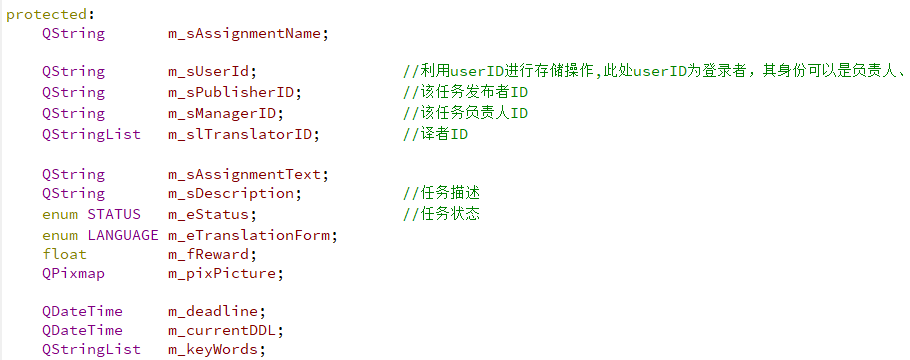 protected:
QString m_sAssignmentName;
QString m_sUserId; //利用userID进行存储操作,此处userID为登录者，其身份可以是负责人、
QString m_sPublisherID; //该任务发布者ID
QString m_sManagerID; //该任务负责人ID
QStringList m_slTranslatorID; //译者ID
QString m_sAssignmentText;
QString m_sDescription; //任务描述
enum STATUS m_eStatus; //任务状态
enum LANGUAGE m_eTranslationForm;
float m_fReward;
QPixmap m_pixPicture;
QDateTime m_deadline;
QDateTime m_currentDDL;
QStringList m_keyWords;